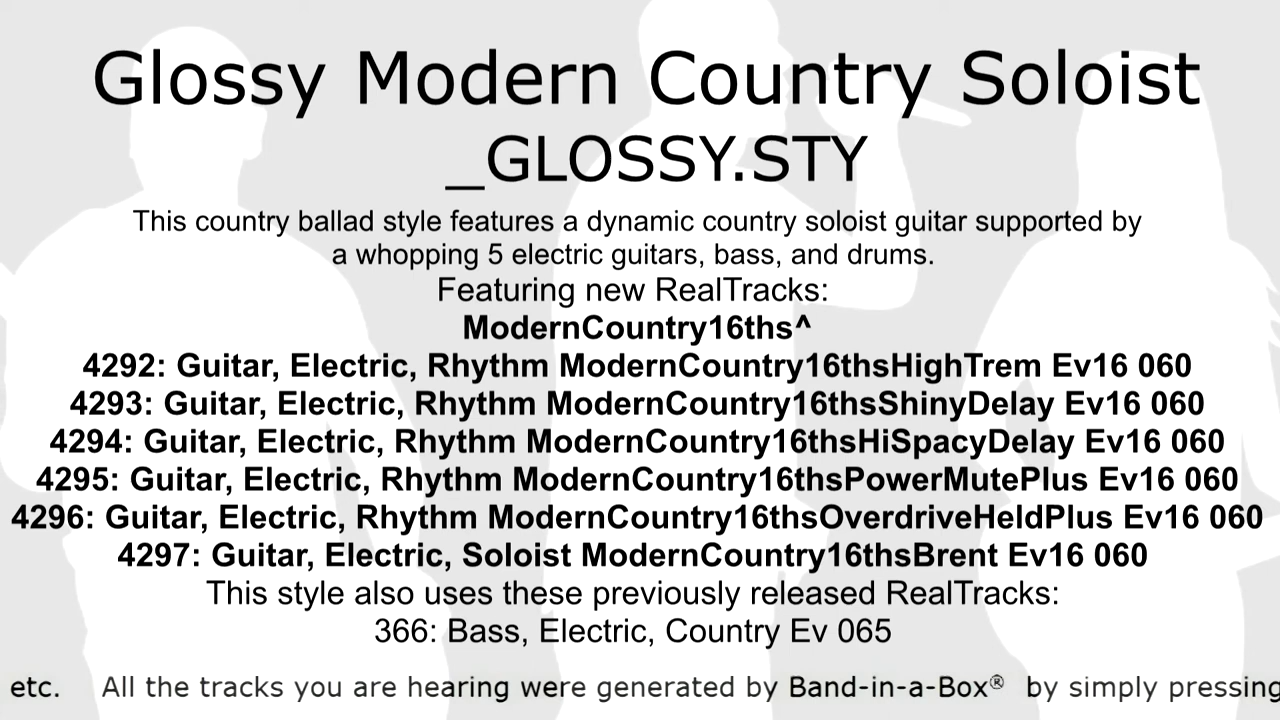 Glossy Modern Country Soloist
_GLOSSY.STY
This country ballad style features a dynamic country soloist guitar supported by
a whopping 5 electric guitars, bass, and drums.
Featuring new RealTracks:
ModernCountry16ths^
4292: Guitar, Electric, Rhythm ModernCountry16thsHighTrem Ev16 060
4293: Guitar, Electric, Rhythm ModernCountry16thsShinyDelay Ev16 060
4294: Guitar, Electric, Rhythm ModernCountry16thsHiSpacyDelay Ev16 060
4295: Guitar, Electric, Rhythm ModernCountry16thsPowerMutePlus Ev16 060
4296: Guitar, Electric, Rhythm ModernCountry16thsOverdriveHeldPlus Ev16 060
4297: Guitar, Electric, Soloist ModernCountry16thsBrent Ev16 060
This style also uses these previously released RealTracks:
366: Bass, Electric, Country Ev 065
etc. All the tracks you are hearing were generated by Band-in-a-Box® by simply pressing